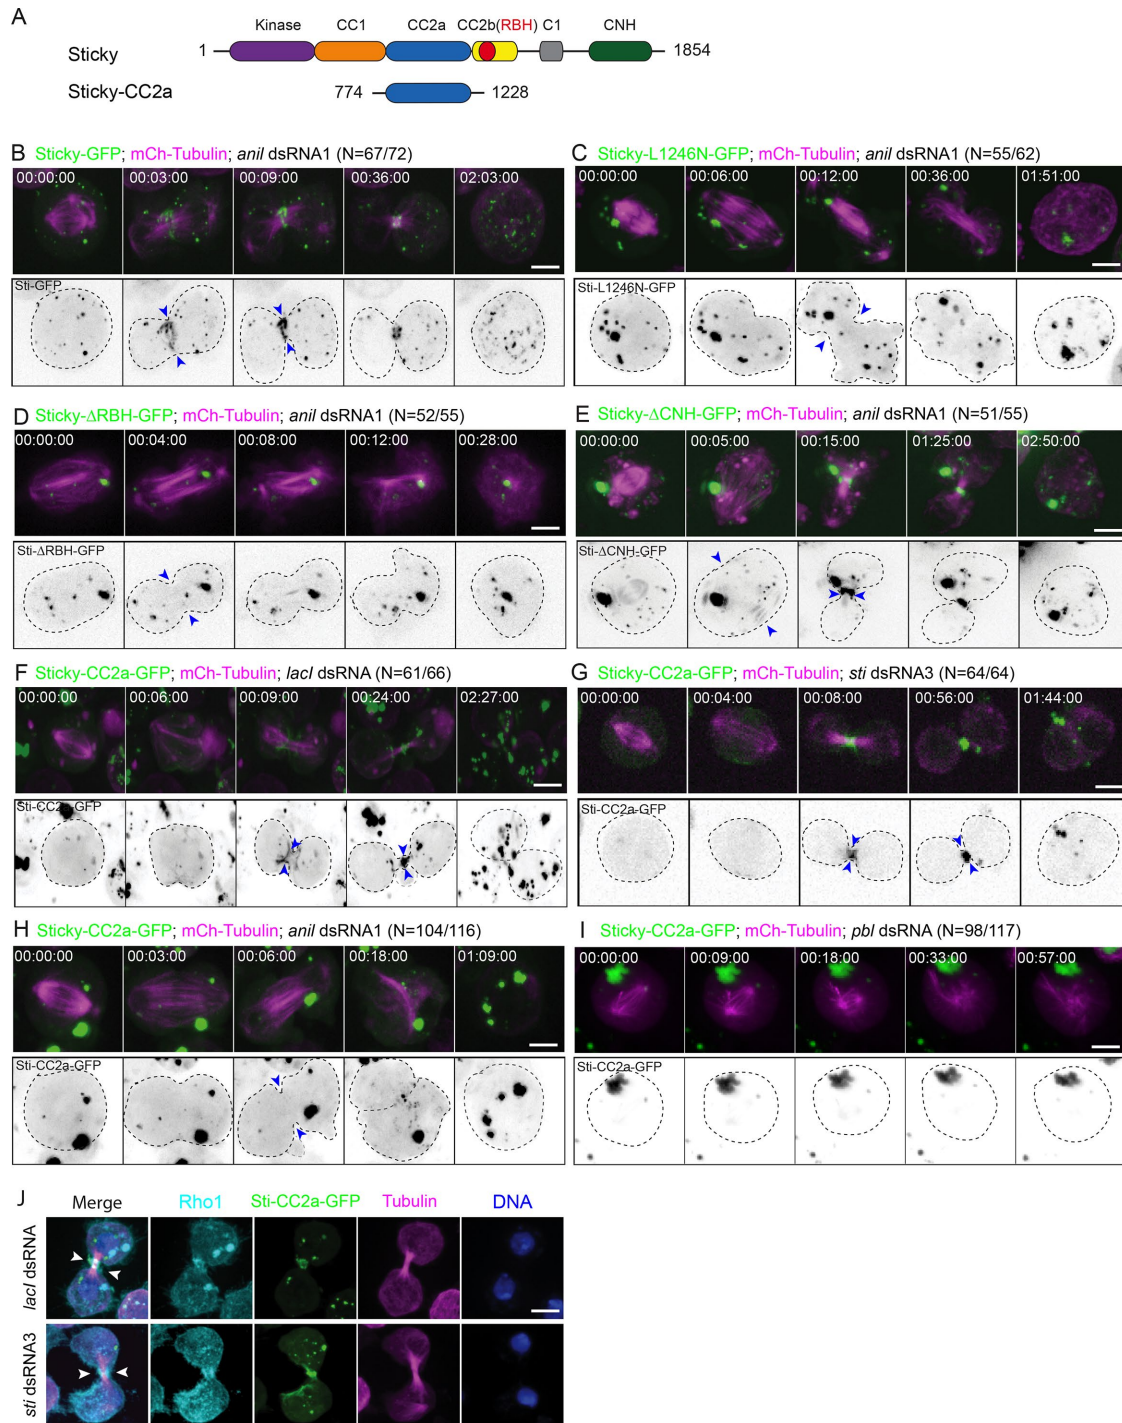 A
Kinase CC1 CC2a CC2b(RBH) C1 CNH
Sticky 1 1854
Sticky-CC2a 774 1228
B Sticky-GFP; mCh-Tubulin; anil dsRNA1 (N=67/72)
00:00:00 00:03:00 00:09:00 00:36:00 02:03:00
Sti-GFP
C Sticky-L1246N-GFP; mCh-Tubulin; anil dsRNA1 (N=55/62)
00:00:00 00:06:00 00:12:00 00:36:00 01:51:00
Sti-L1246N-GFP
D Sticky-ΔRBH-GFP; mCh-Tubulin; anil dsRNA1 (N=52/55)
00:00:00 00:04:00 00:08:00 00:12:00 00:28:00
Sti-ΔRBH-GFP
E Sticky-ΔCNH-GFP; mCh-Tubulin; anil dsRNA1 (N=51/55)
00:00:00 00:05:00 00:15:00 01:25:00 02:50:00
Sti-ΔCNH-GFP
F Sticky-CC2a-GFP; mCh-Tubulin; lacI dsRNA (N=61/66)
00:00:00 00:06:00 00:09:00 00:24:00 02:27:00
Sti-CC2a-GFP
G Sticky-CC2a-GFP; mCh-Tubulin; sti dsRNA3 (N=64/64)
00:00:00 00:04:00 00:08:00 00:56:00 01:44:00
Sti-CC2a-GFP
H Sticky-CC2a-GFP; mCh-Tubulin; anil dsRNA1 (N=104/116)
00:00:00 00:03:00 00:06:00 00:18:00 01:09:00
Sti-CC2a-GFP
I Sticky-CC2a-GFP; mCh-Tubulin; pbl dsRNA (N=98/117)
00:00:00 00:09:00 00:18:00 00:33:00 00:57:00
Sti-CC2a-GFP
J Merge Rho1 Sti-CC2a-GFP Tubulin DNA
lacI dsRNA
sti dsRNA3